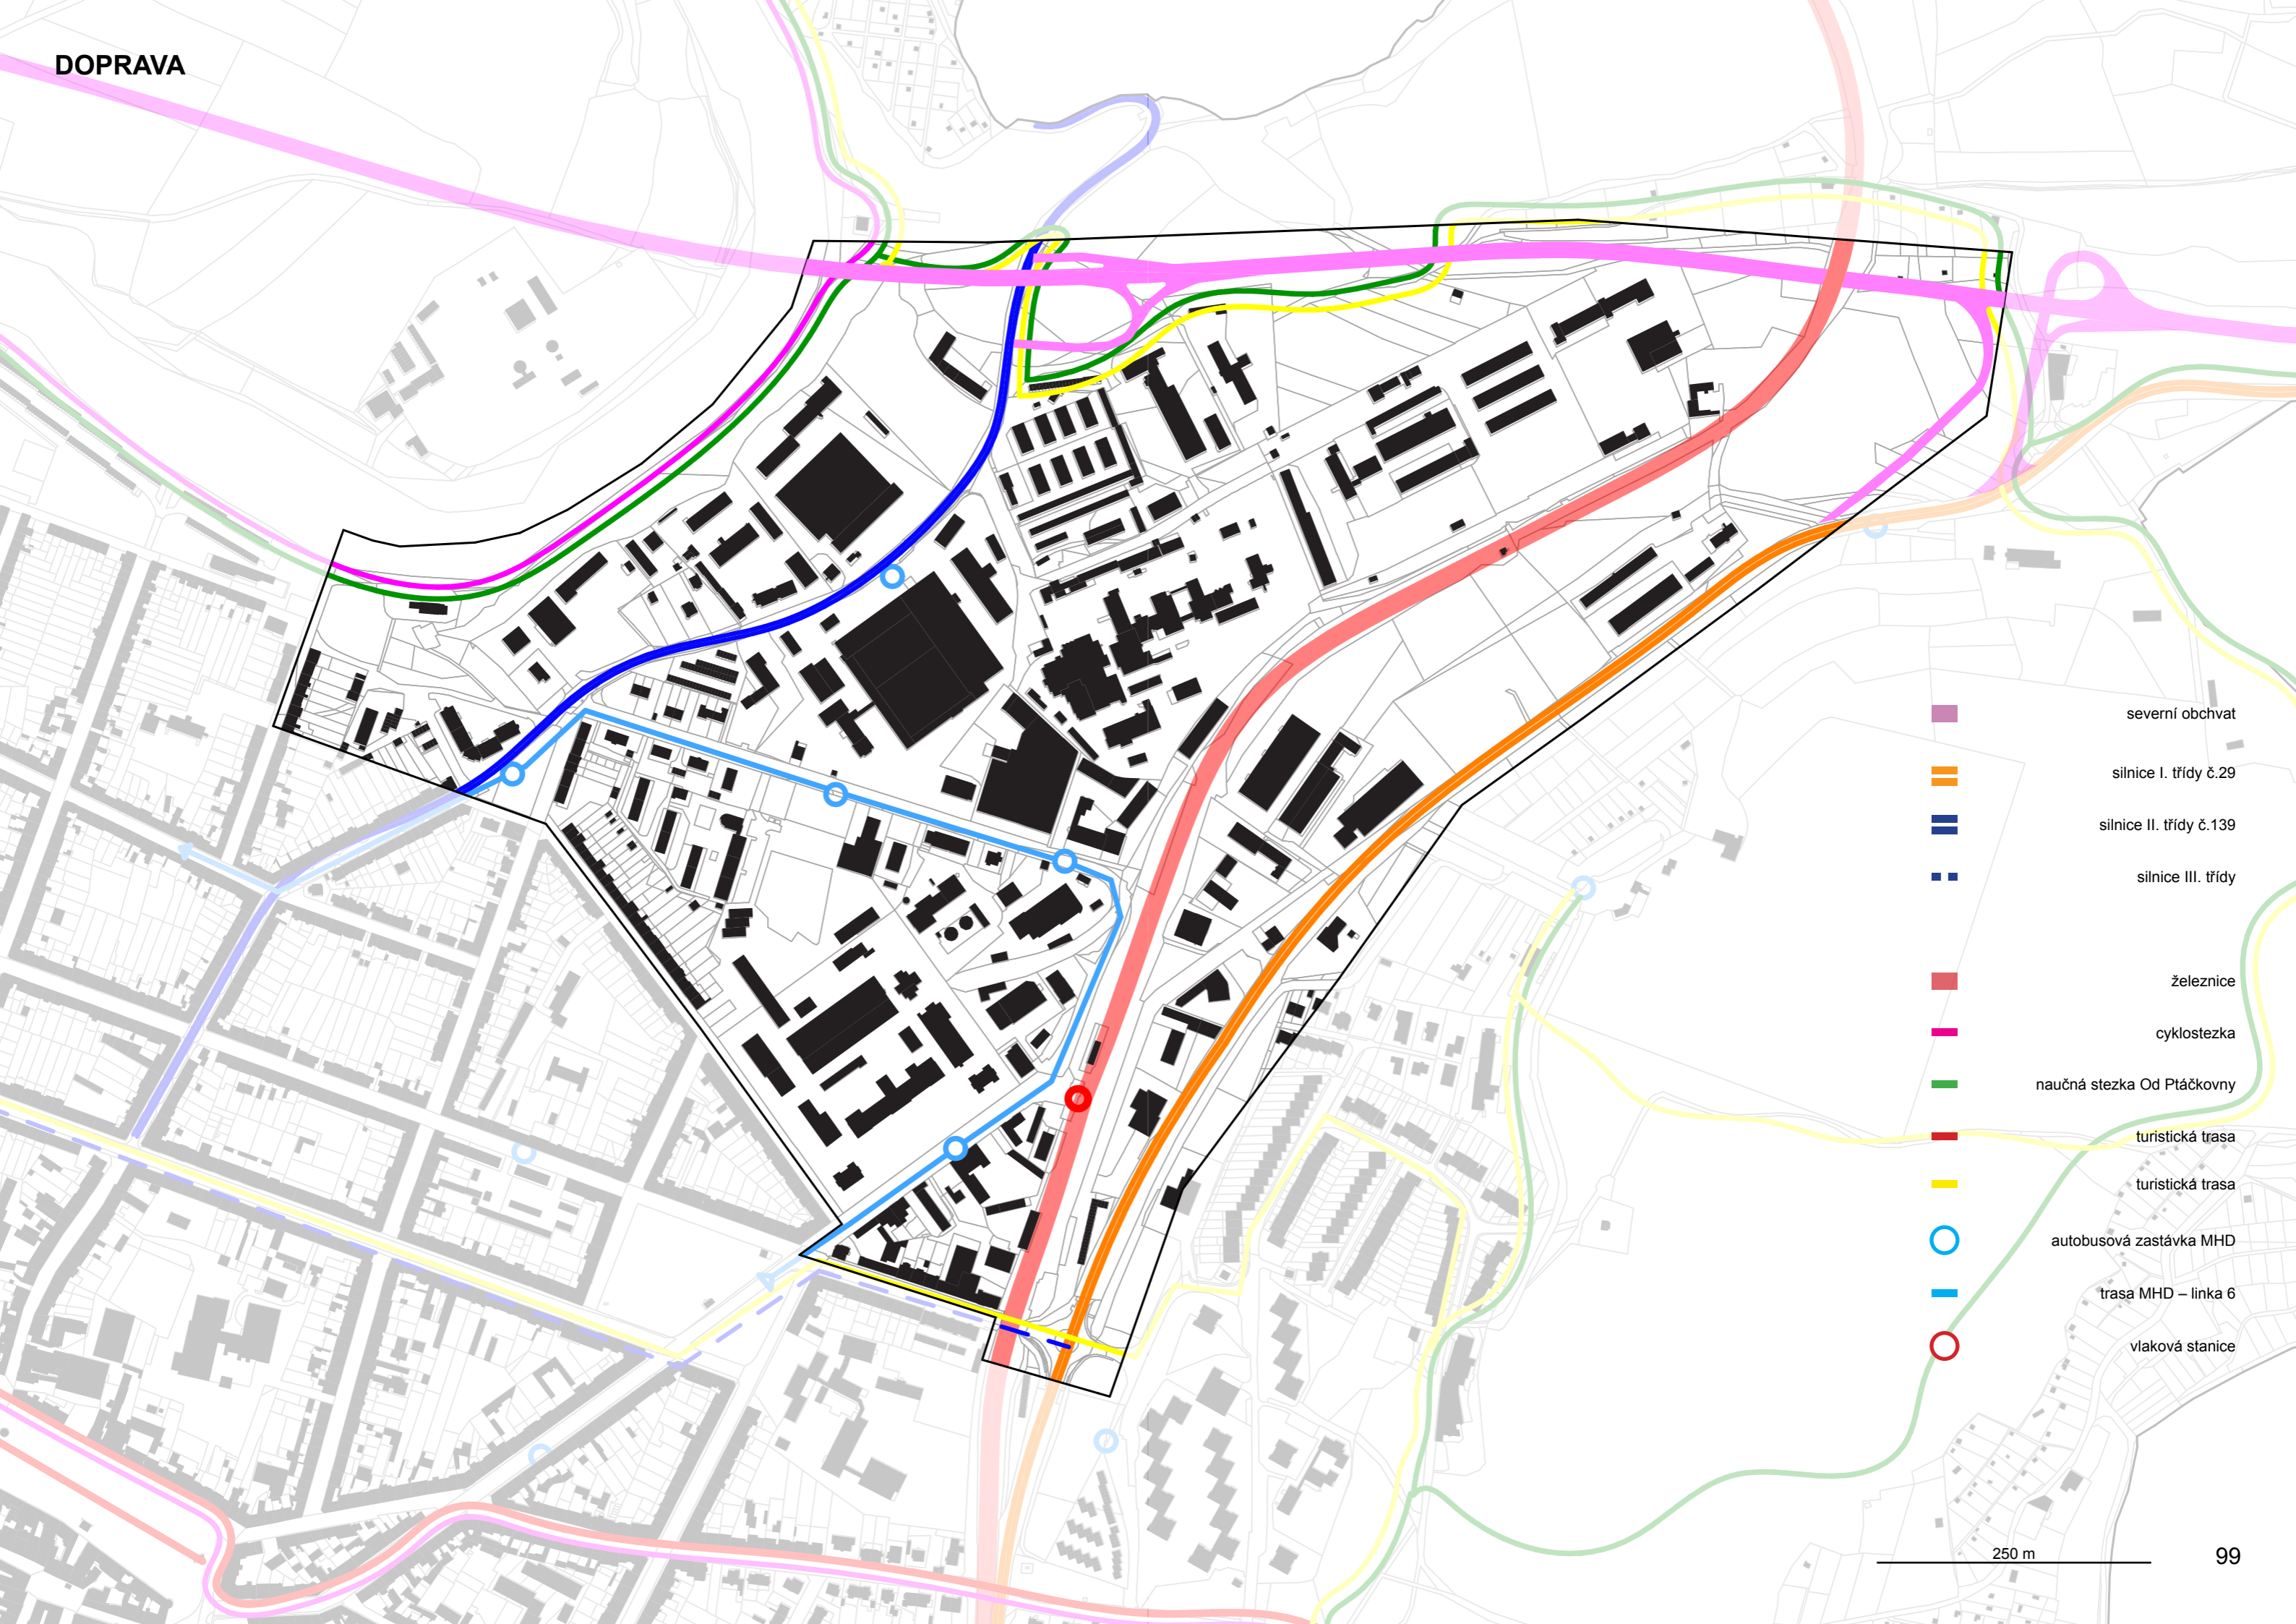 DOPRAVA
severní obchvat
silnice I. třídy č.29
silnice II. třídy č.139
silnice III. třídy
železnice
cyklostezka
naučná stezka Od Ptáčkovny
turistická trasa
turistická trasa
autobusová zastávka MHD
trasa MHD – linka 6
vlaková stanice
250 m
99